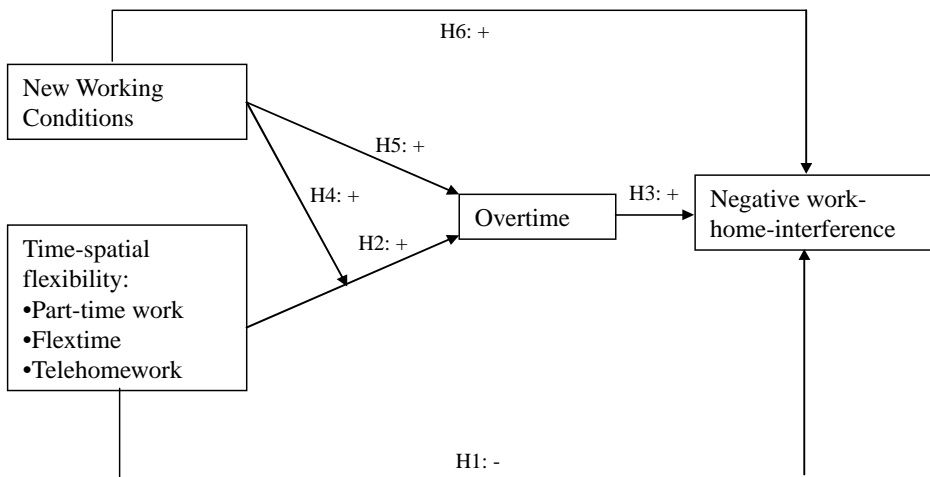 H6: +
New Working
Conditions
H5: +
H4: +
H3: +
Negative work-
home-interference
Overtime
H2: +
Time-spatial
flexibility:
•Part-time work
•Flextime
•Telehomework
H1: -